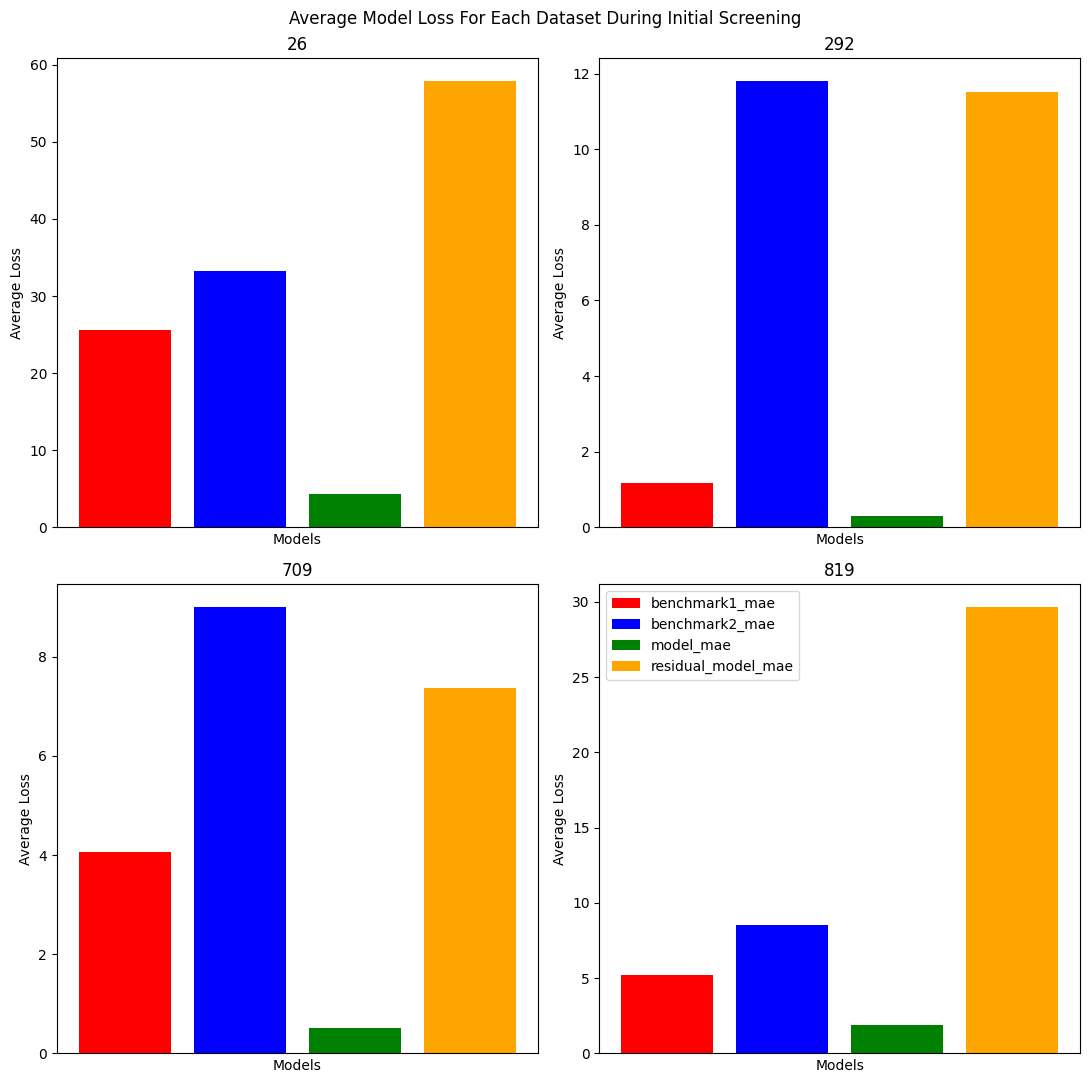 Average Model Loss For Each Dataset During Initial Screening
26
60
50
40
30
20
10
0
Average Loss
Models
292
12
10
8
6
4
2
0
Average Loss
Models
709
8
6
4
2
0
Average Loss
Models
819
30
25
20
15
10
5
0
Average Loss
benchmark1_mae
benchmark2_mae
model_mae
residual_model_mae
Models